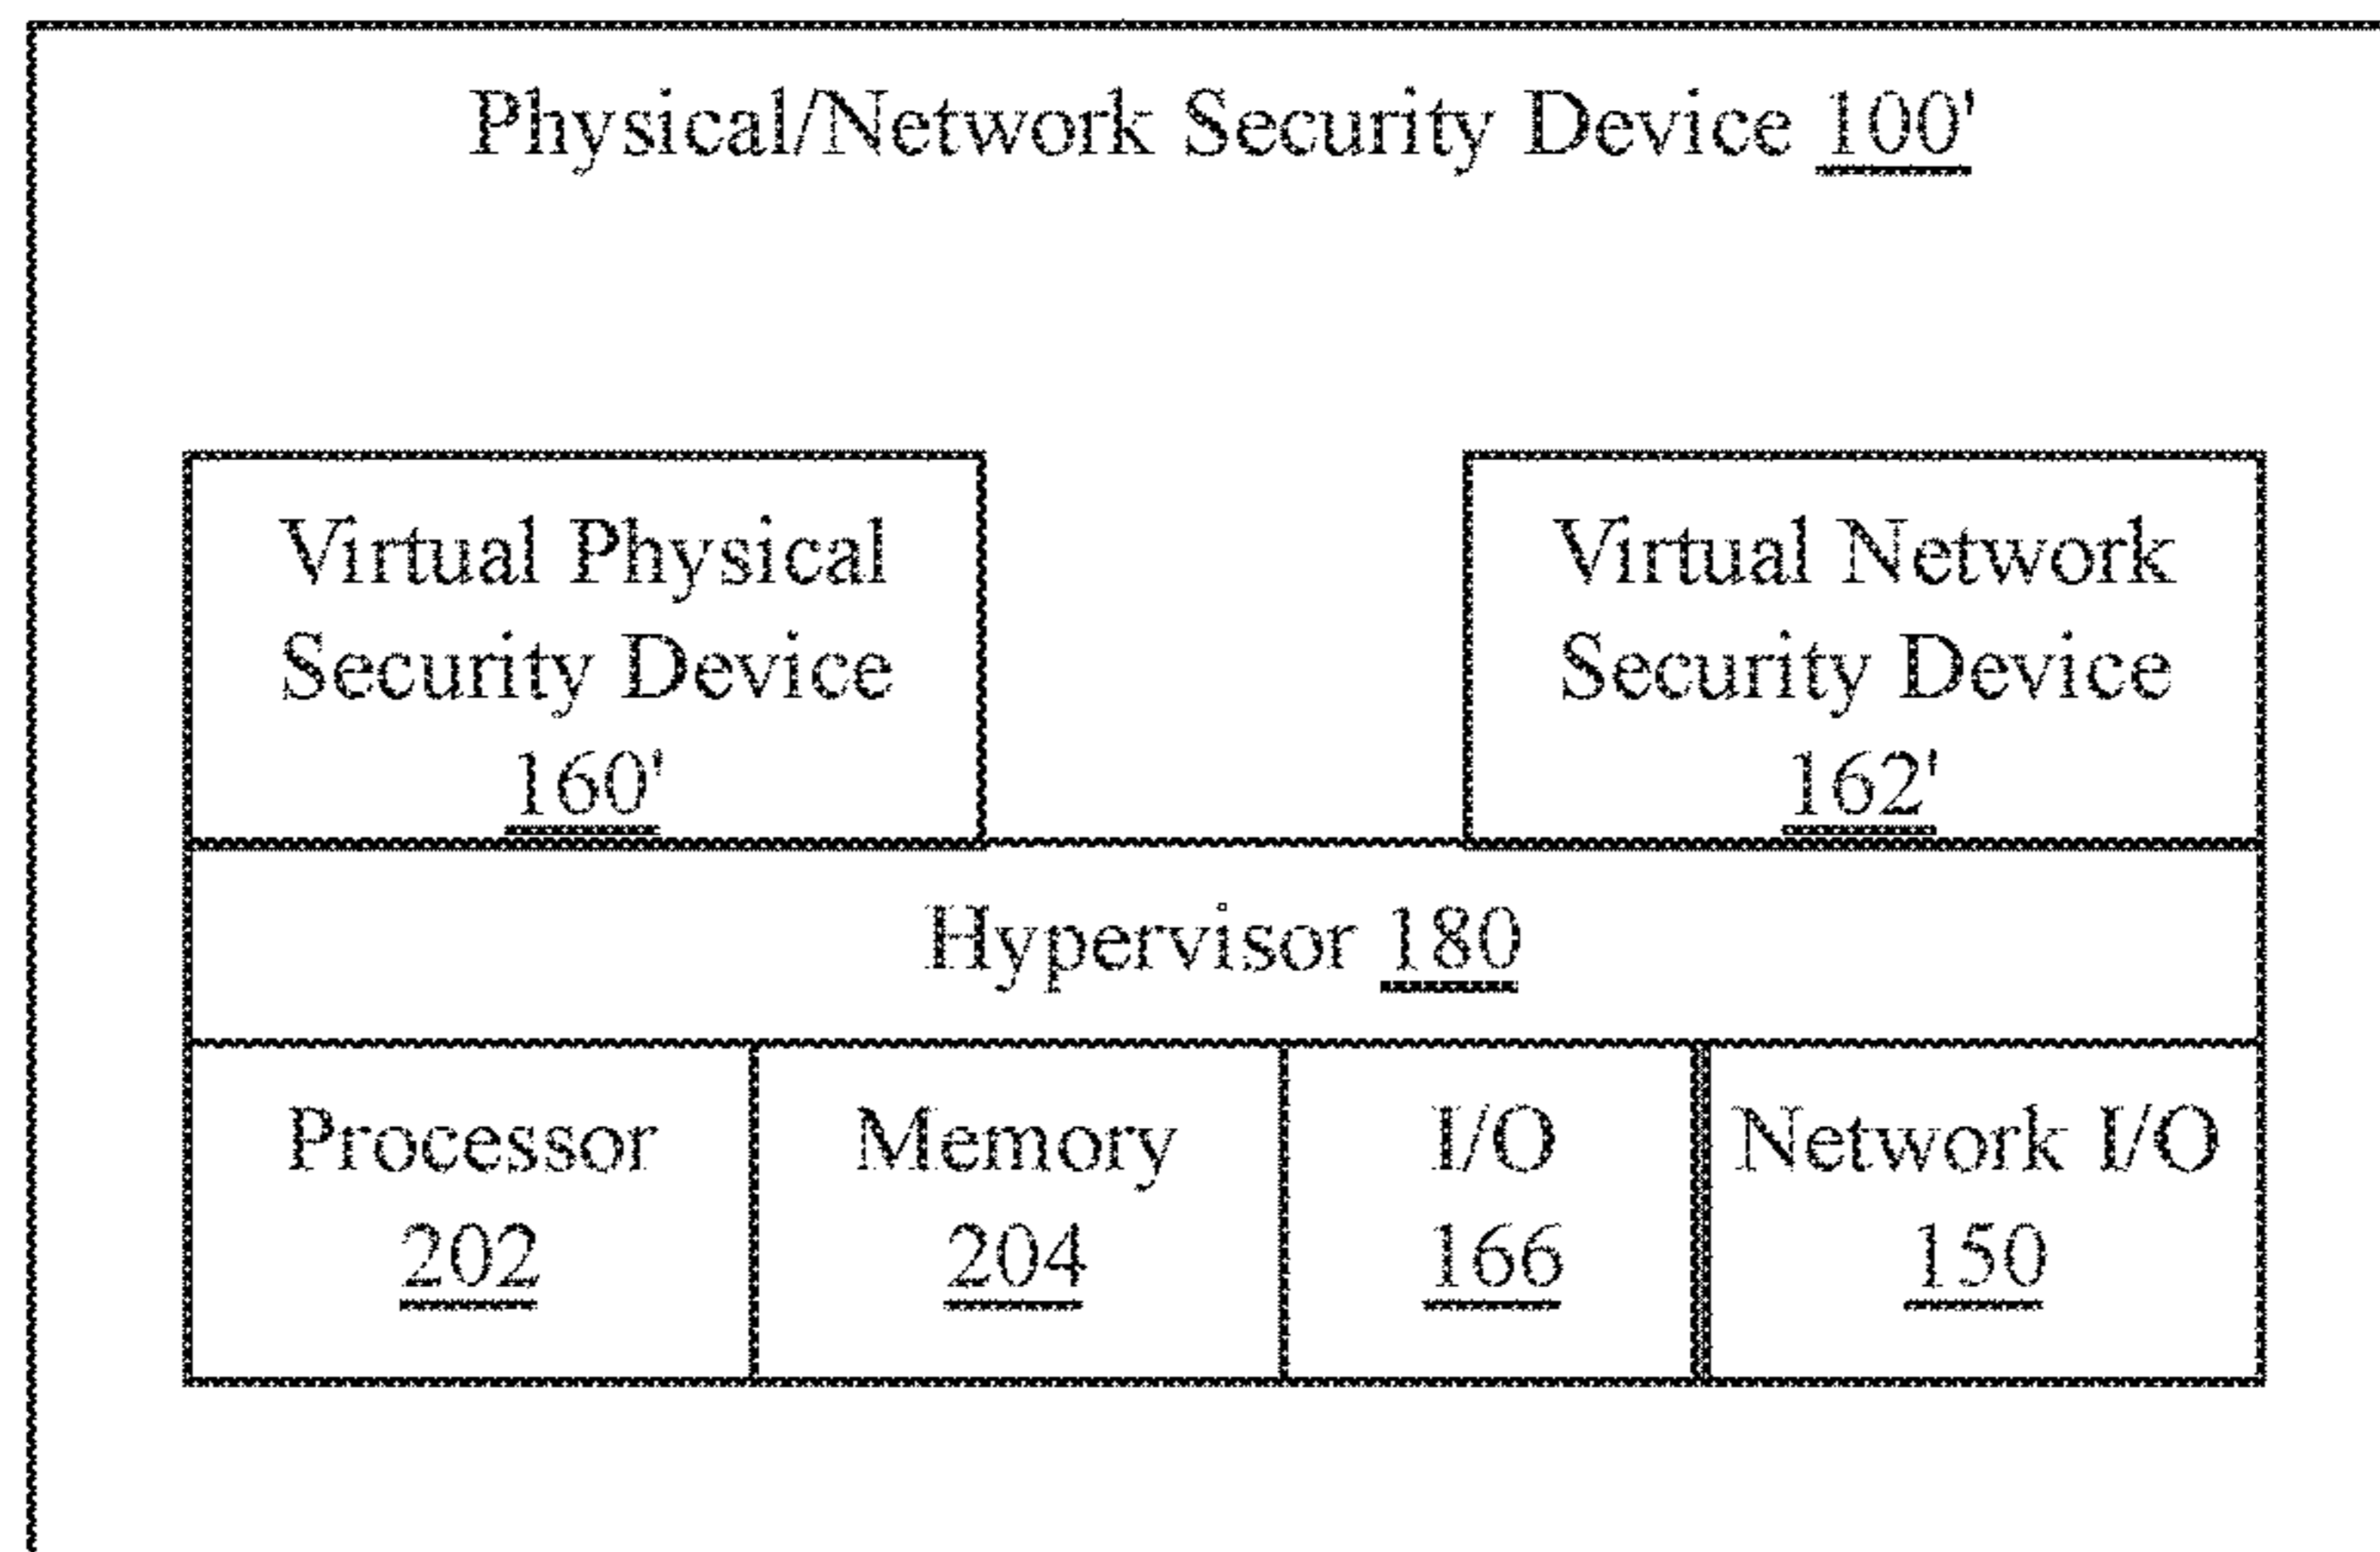 Physical/Network Security Device 100'
Virtual Physical
Security Device
160'
Virtual Network
Security Device
162'
Hypervisor 180
Processor
202
Memory
204
I/O
166
Network I/O
150